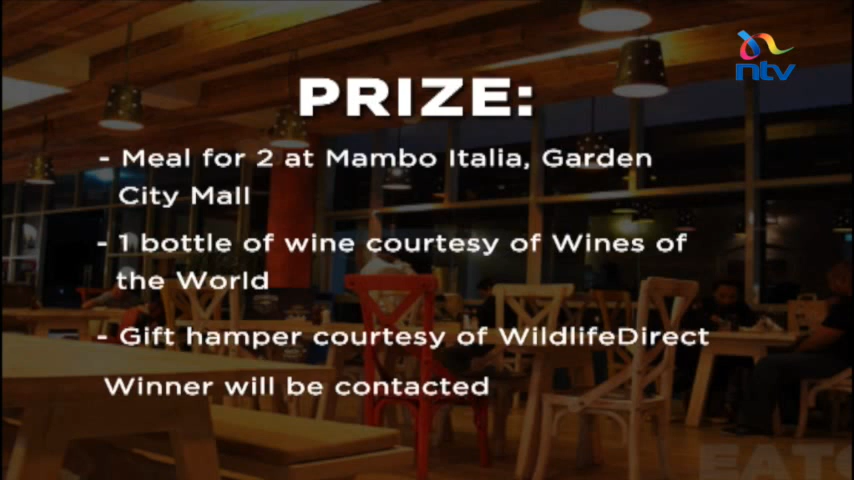 ntv
PRIZE:
- Meal for 2 at Mambo Italia, Garden
City Mall
- 1 bottle of wine courtesy of Wines of
the World
- Gift hamper courtesy of WildlifeDirect
Winner will be contacted